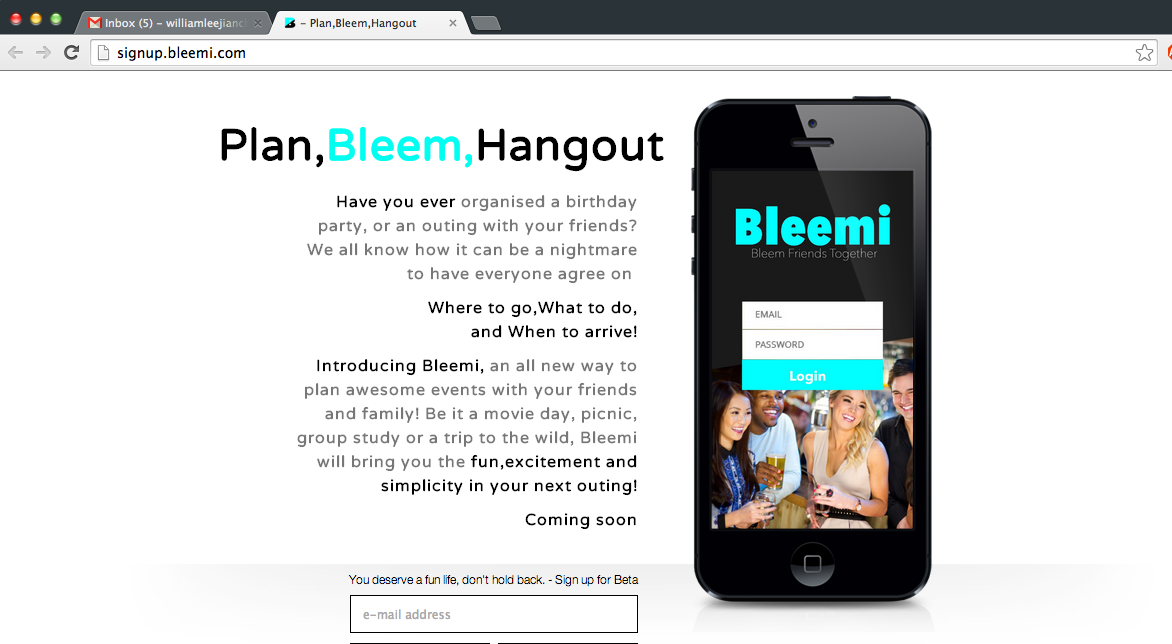 Inbox (5) – williamleejianc
– Plan,Bleem,Hangout
signup.bleemi.com
Plan,Bleem,Hangout
Have you ever organised a birthday
party, or an outing with your friends?
We all know how it can be a nightmare
to have everyone agree on
Where to go,What to do,
and When to arrive!
Introducing Bleemi, an all new way to
plan awesome events with your friends
and family! Be it a movie day, picnic,
group study or a trip to the wild, Bleemi
will bring you the fun,excitement and
simplicity in your next outing!
Coming soon
You deserve a fun life, don't hold back. - Sign up for Beta
e-mail address
Bleemi
Bleem Friends Together
EMAIL
PASSWORD
Login